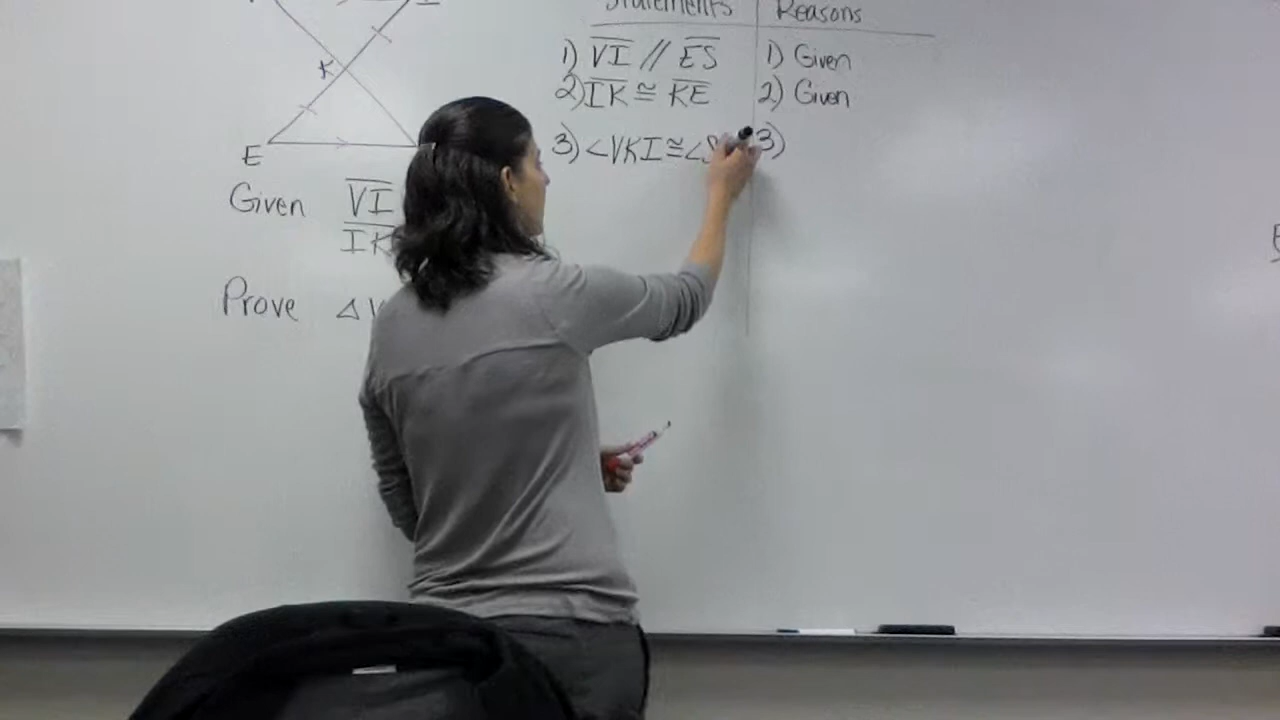 Statements Reasons
K
E
1) VI // ES 1) Given
2) IK ≅ KE 2) Given
3) <VKI ≅ <S 3)
Given VI
IK
Prove △V